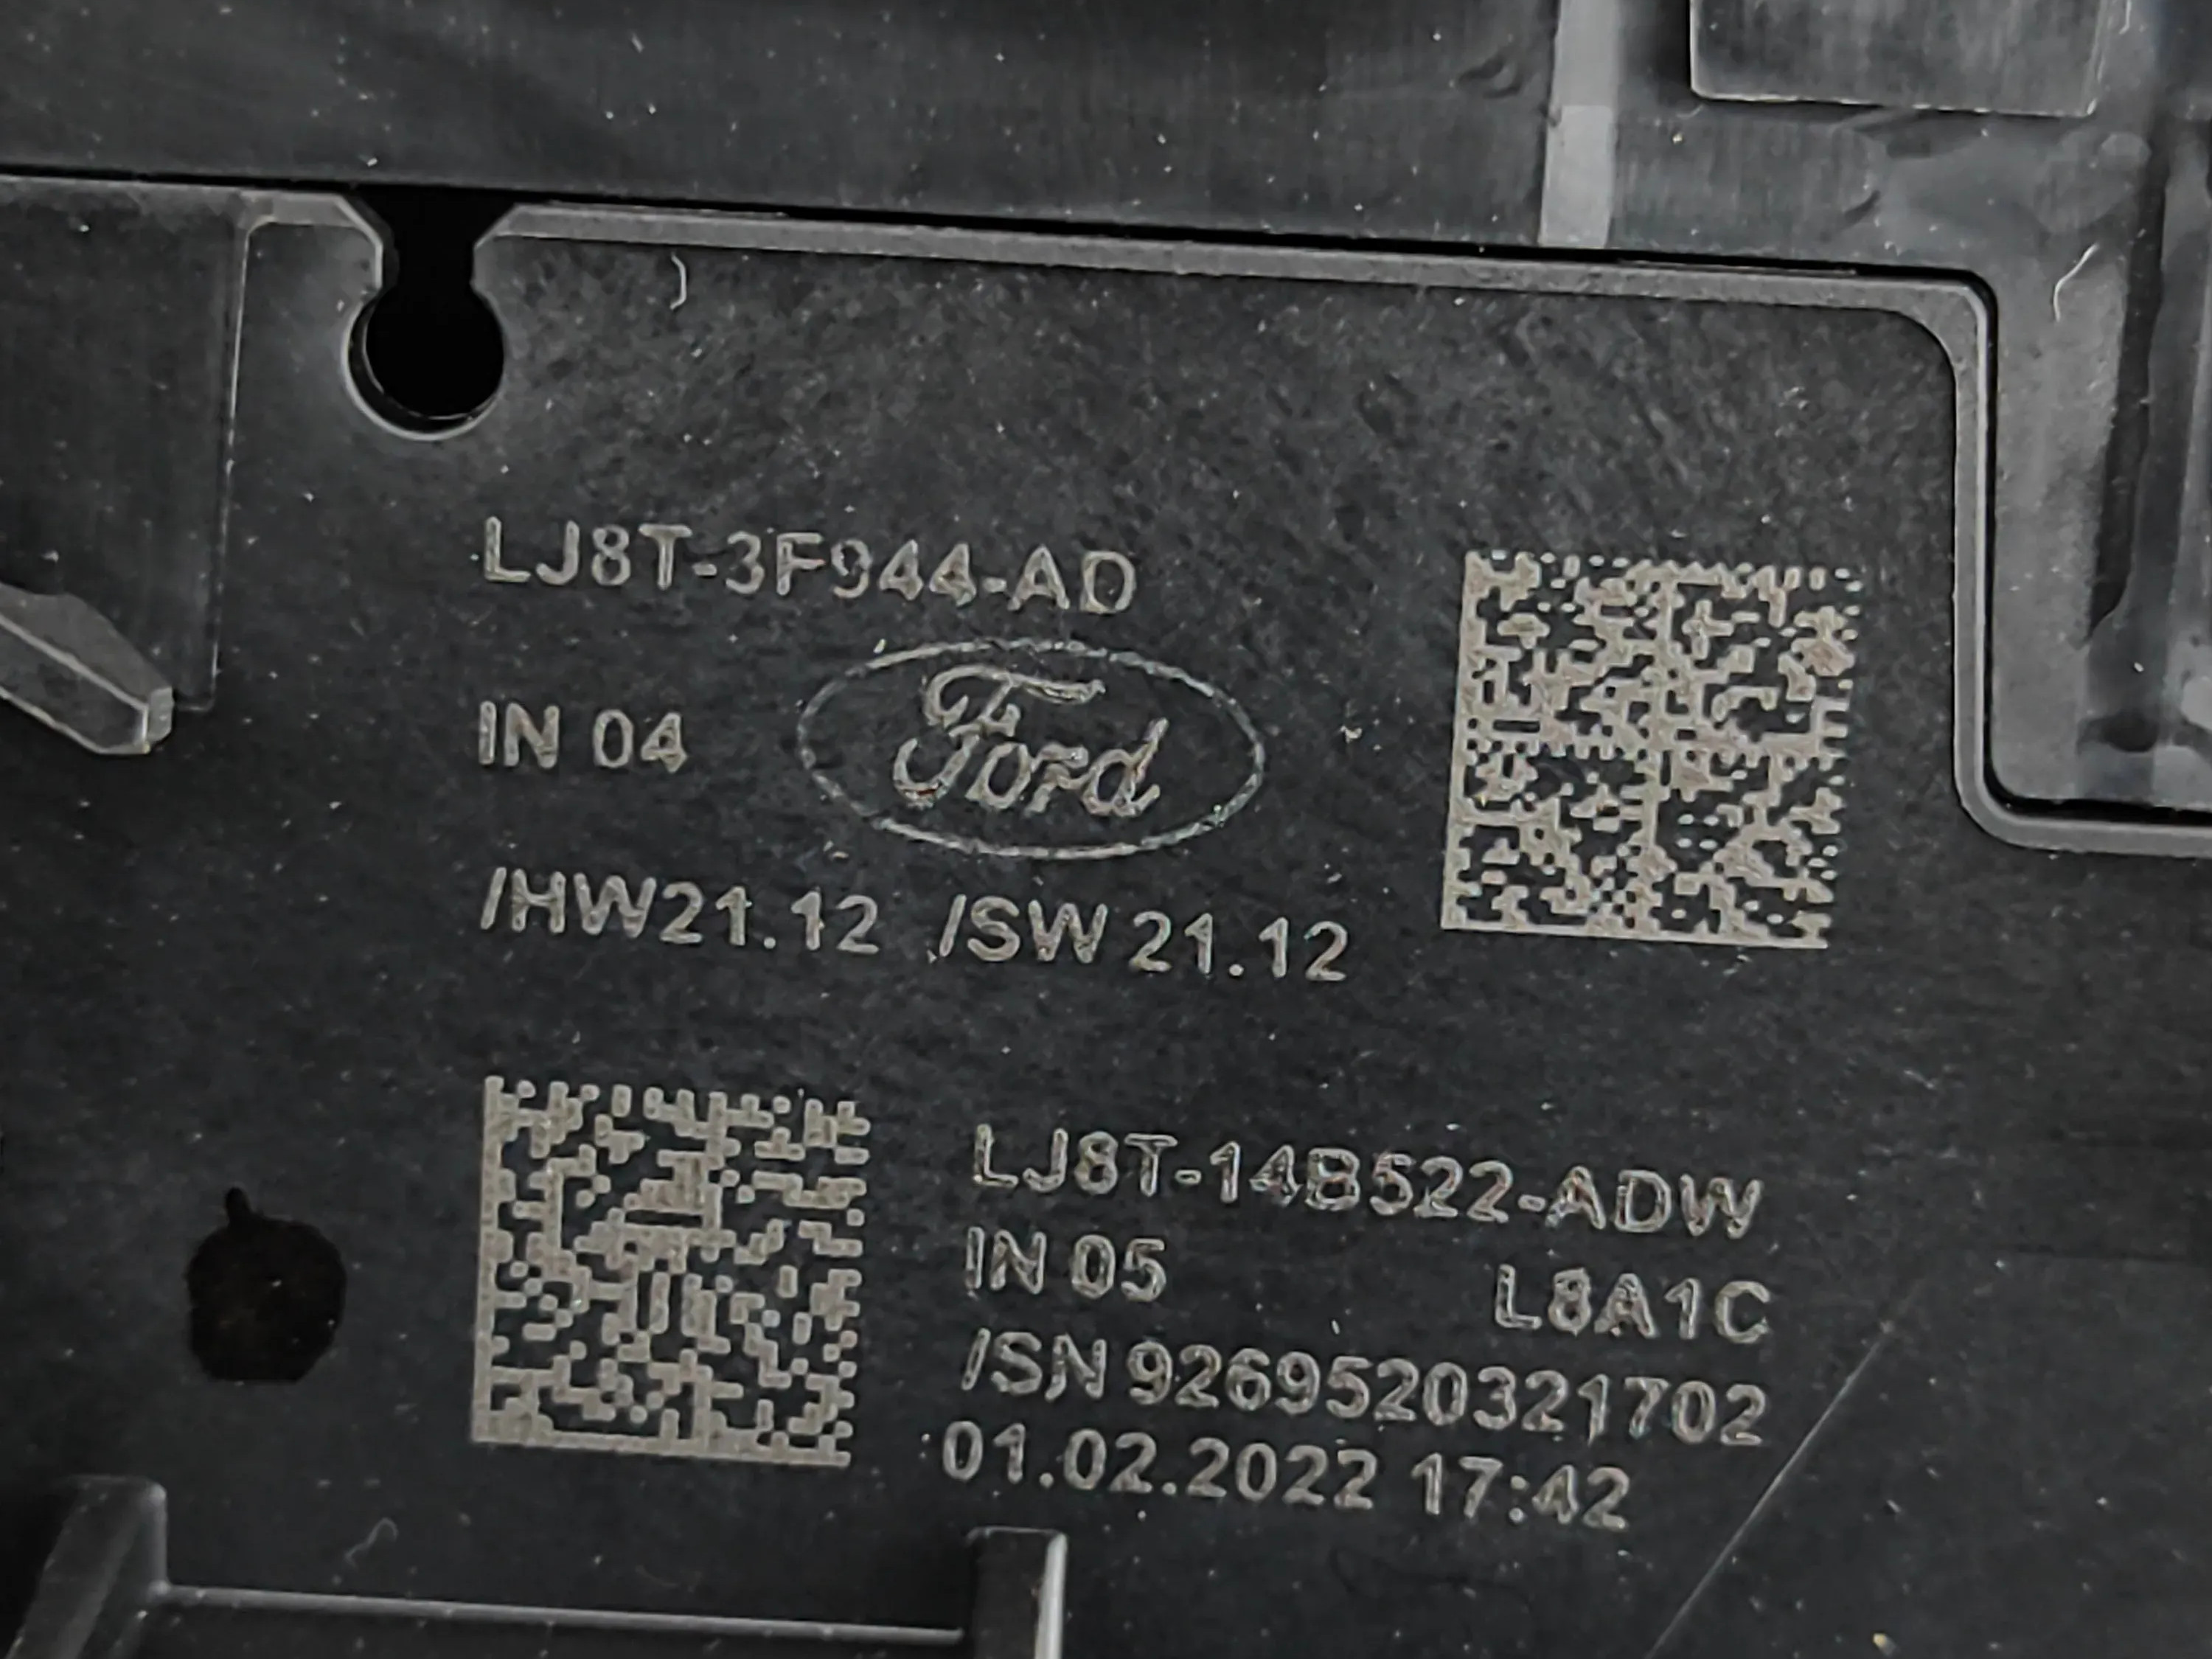 LJ8T-3F944-AD
IN 04
Ford
/HW21.12 /SW 21.12
LJ8T-14B522-ADW
IN 05 L8A1C
/SN 9269520321702
01.02.2022 17:42